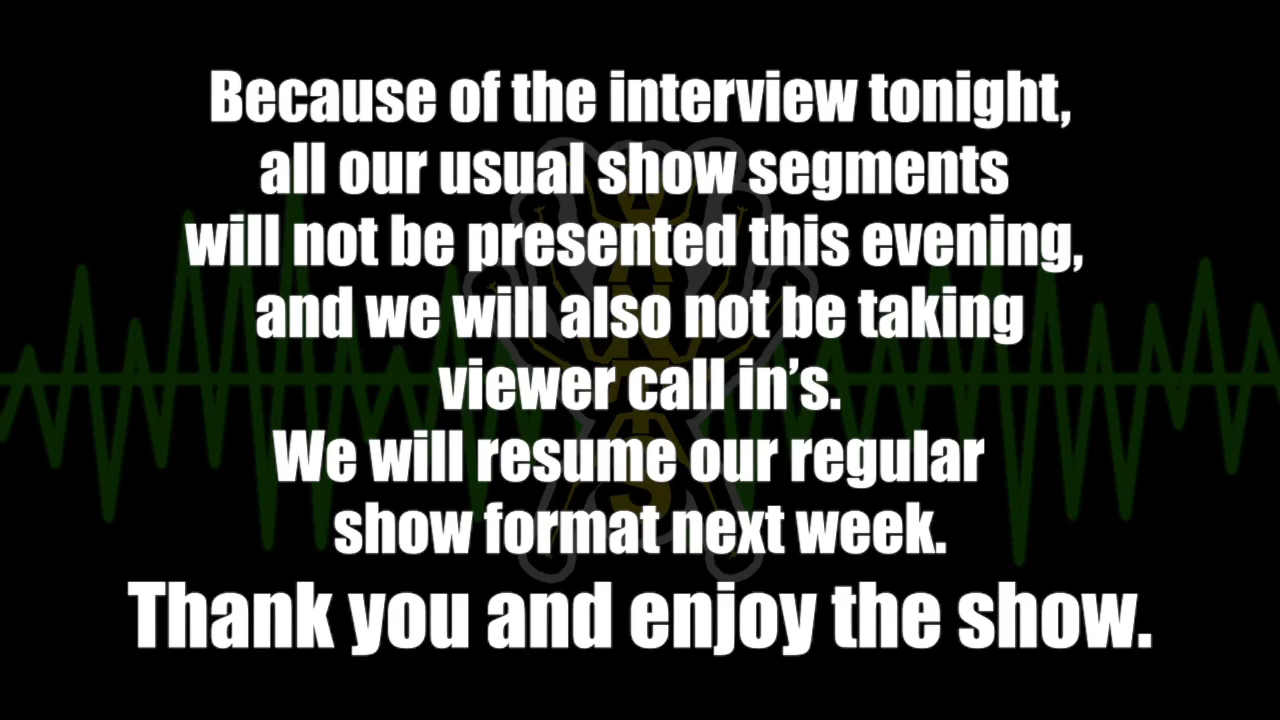 Because of the interview tonight,
all our usual show segments
will not be presented this evening,
and we will also not be taking
viewer call in’s.
We will resume our regular
show format next week.
Thank you and enjoy the show.